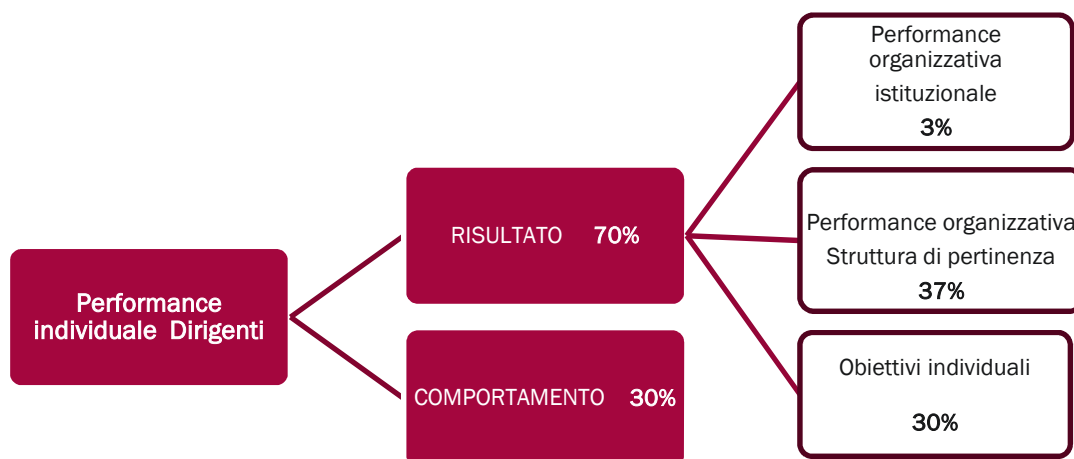 Performance
organizzativa
istituzionale
3%
RISULTATO 70%
Performance organizzativa
Struttura di pertinenza
37%
Performance
individuale Dirigenti
COMPORTAMENTO 30%
Obiettivi individuali
30%